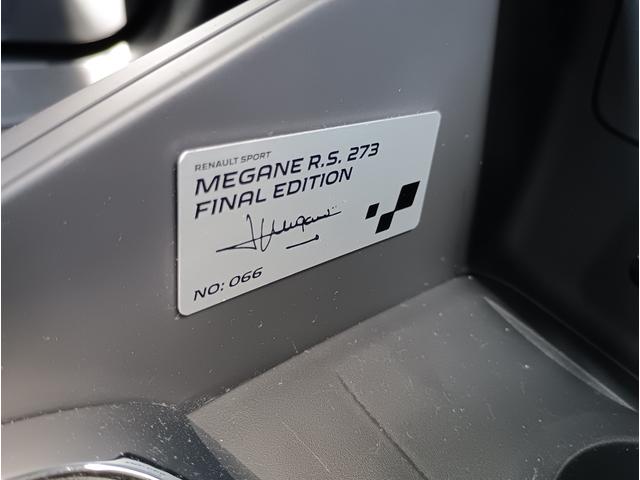 RENAULT SPORT
MEGANE R.S. 273
FINAL EDITION
NO: 066